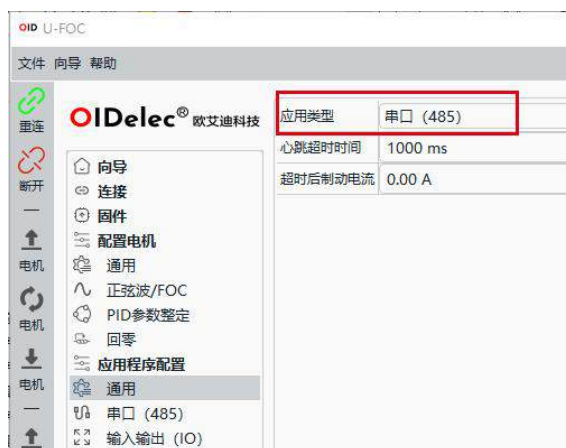 OID U-FOC
文件 向导 帮助
重连
断开
电机
电机
电机
OIDelec® 欧艾迪科技
向导
连接
固件
配置电机
通用
正弦波/FOC
PID参数整定
回零
应用程序配置
通用
串口（485）
输入输出（IO）
应用类型 串口（485）
心跳超时时间 1000 ms
超时后制动电流 0.00 A